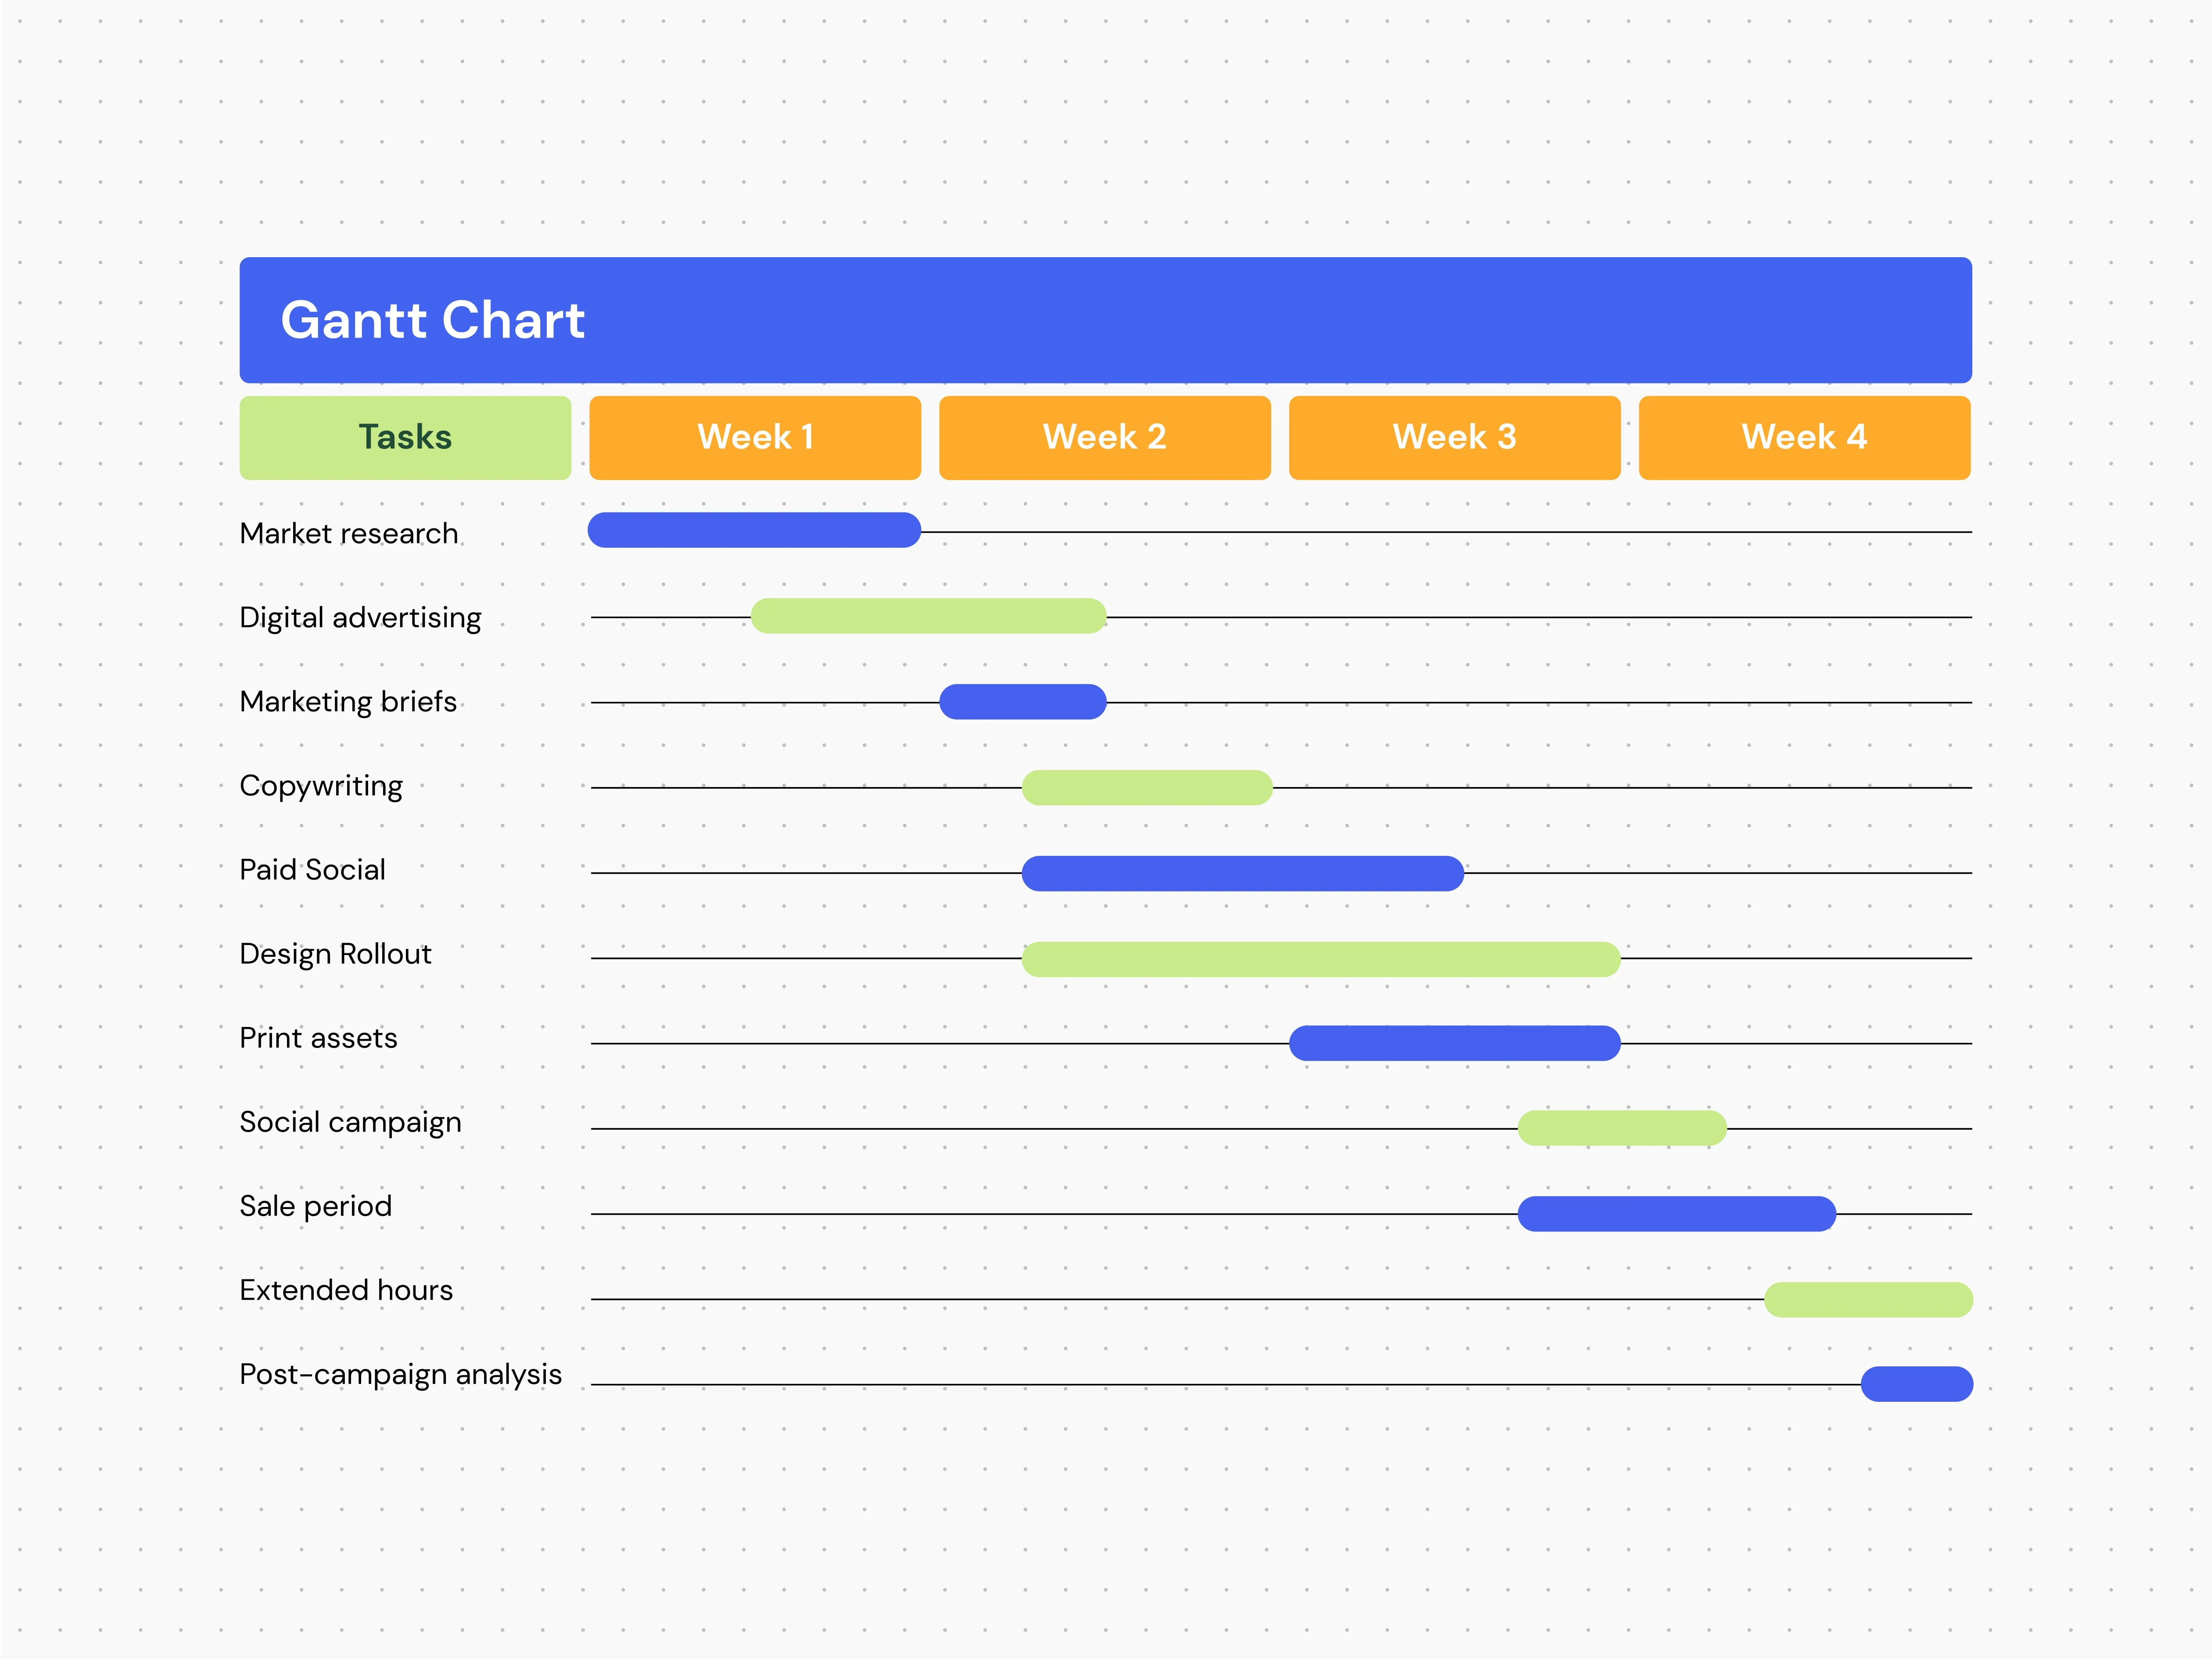 Gantt Chart
Tasks
Week 1
Week 2
Week 3
Week 4
Market research
Digital advertising
Marketing briefs
Copywriting
Paid Social
Design Rollout
Print assets
Social campaign
Sale period
Extended hours
Post-campaign analysis